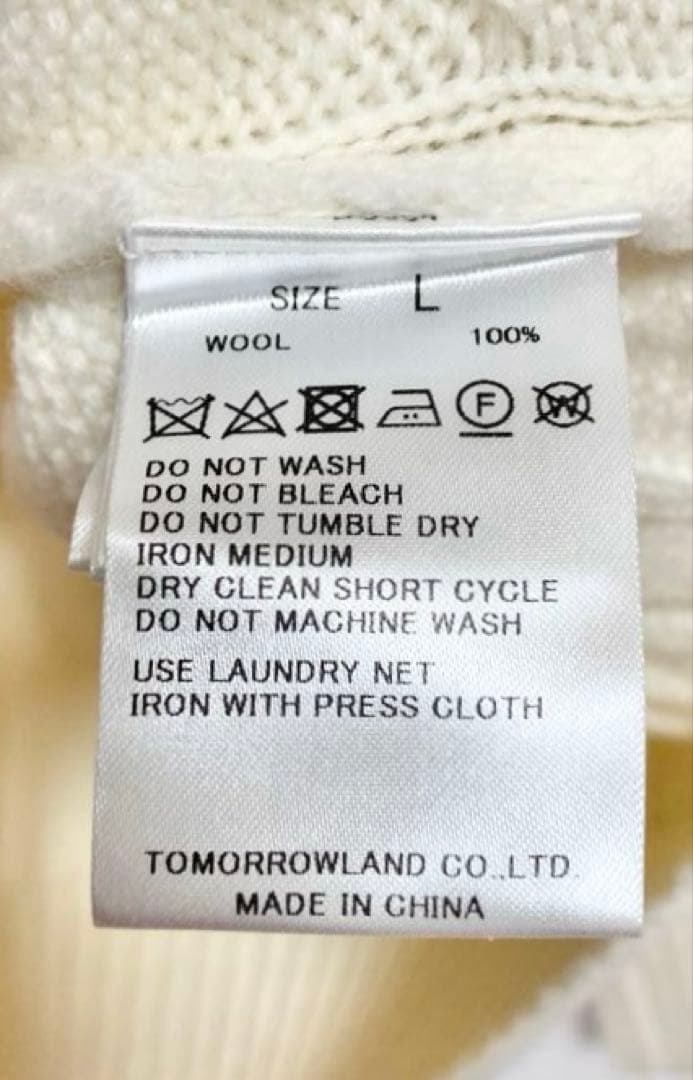 SIZE L
WOOL 100%
F W
DO NOT WASH
DO NOT BLEACH
DO NOT TUMBLE DRY
IRON MEDIUM
DRY CLEAN SHORT CYCLE
DO NOT MACHINE WASH
USE LAUNDRY NET
IRON WITH PRESS CLOTH
TOMORROWLAND CO.,LTD.
MADE IN CHINA